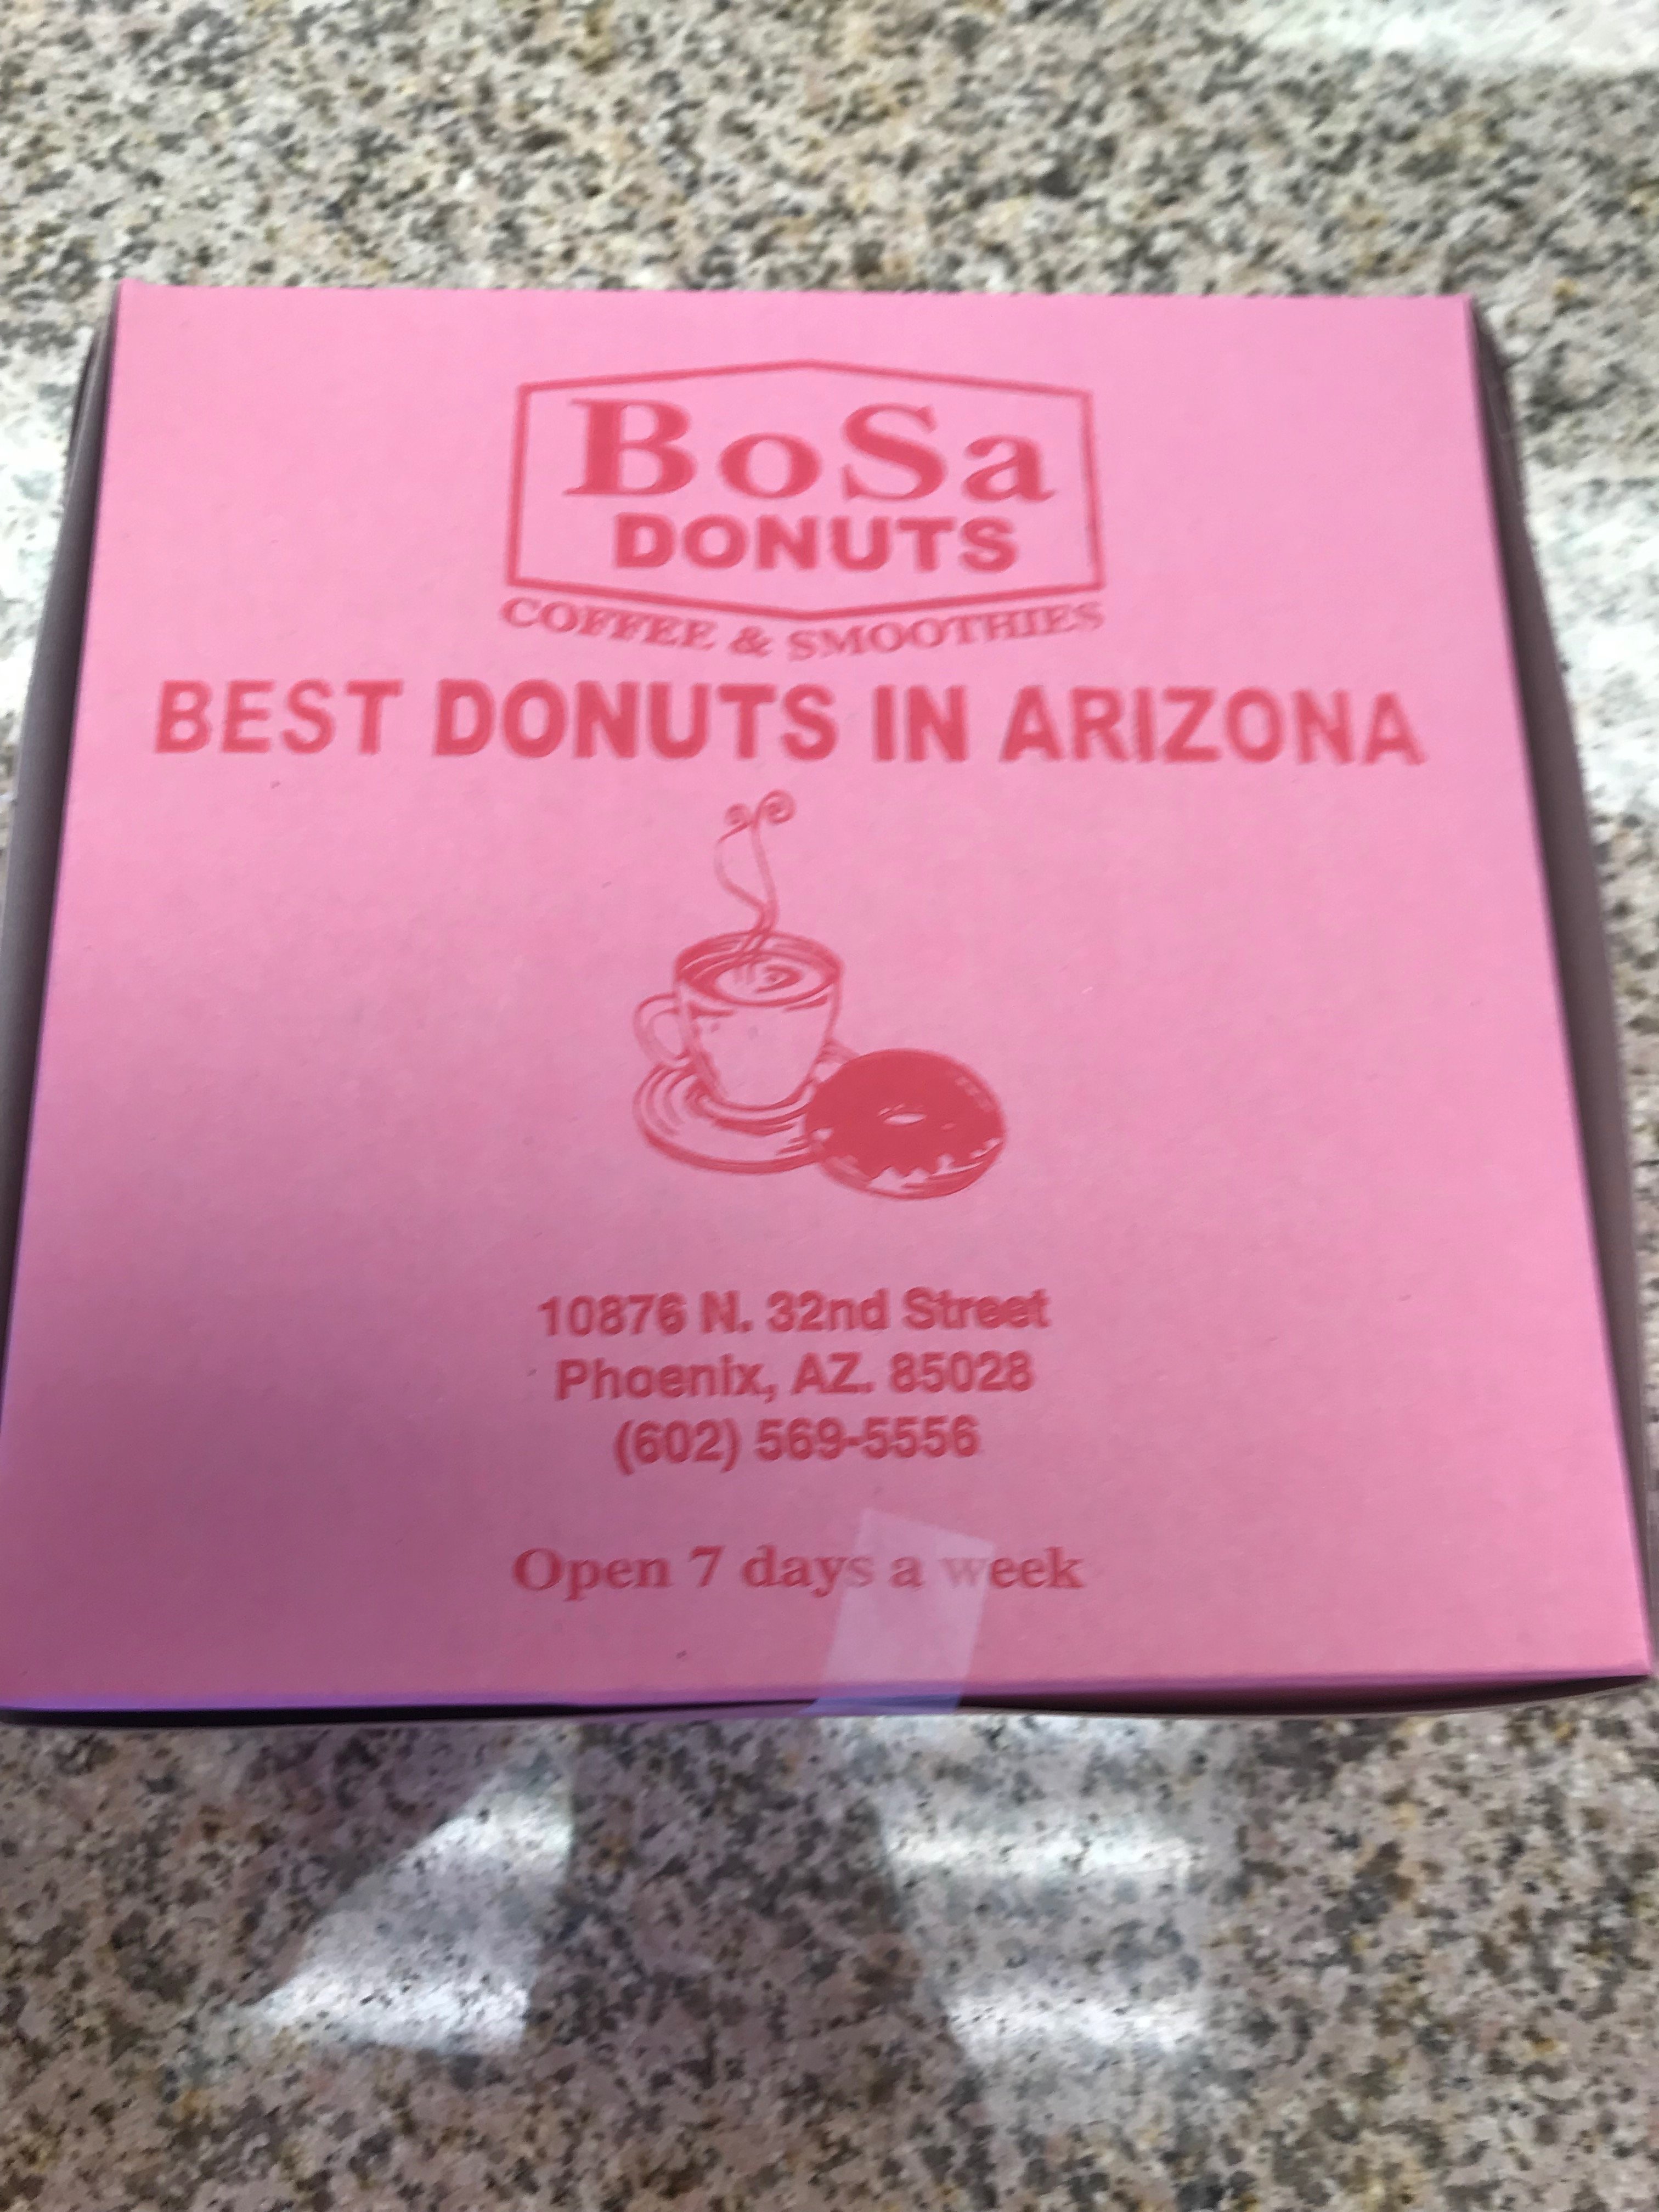 BoSa
DONUTS
COFFEE & SMOOTHIES
BEST DONUTS IN ARIZONA
10876 N. 32nd Street
Phoenix, AZ. 85028
(602) 569-5556
Open 7 days a week